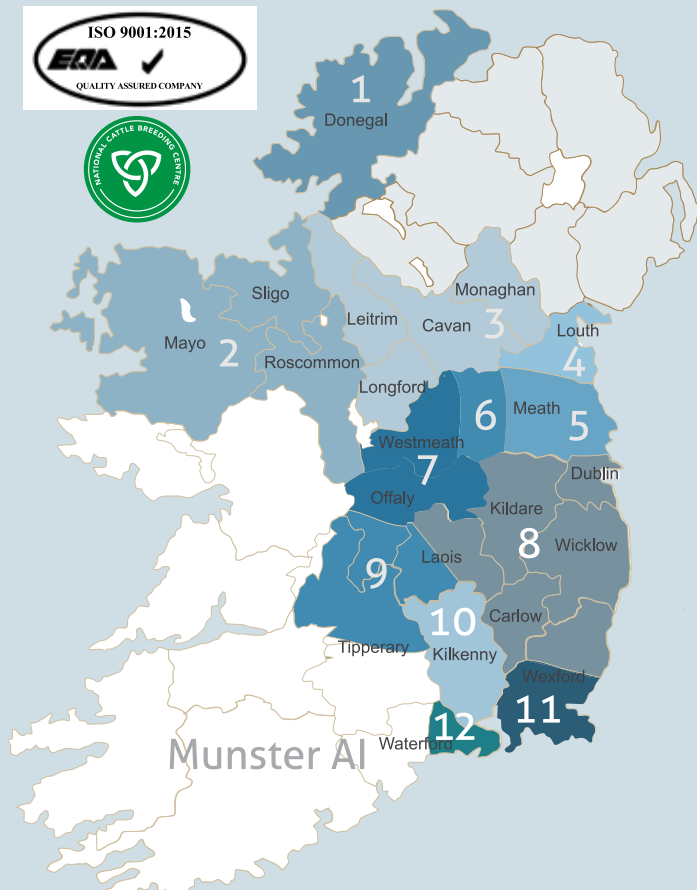 ISO 9001:2015
EQA
QUALITY ASSURED COMPANY
NATIONAL CATTLE BREEDING CENTRE
1
Donegal
Monaghan
Sligo
Leitrim
Cavan
3
Louth
Mayo
2
4
Roscommon
Longford
6
Meath
5
Westmeath
7
Dublin
Offaly
Kildare
8
Wicklow
Laois
9
10
Carlow
Tipperary
Kilkenny
Wexford
11
12
Waterford
Munster AI